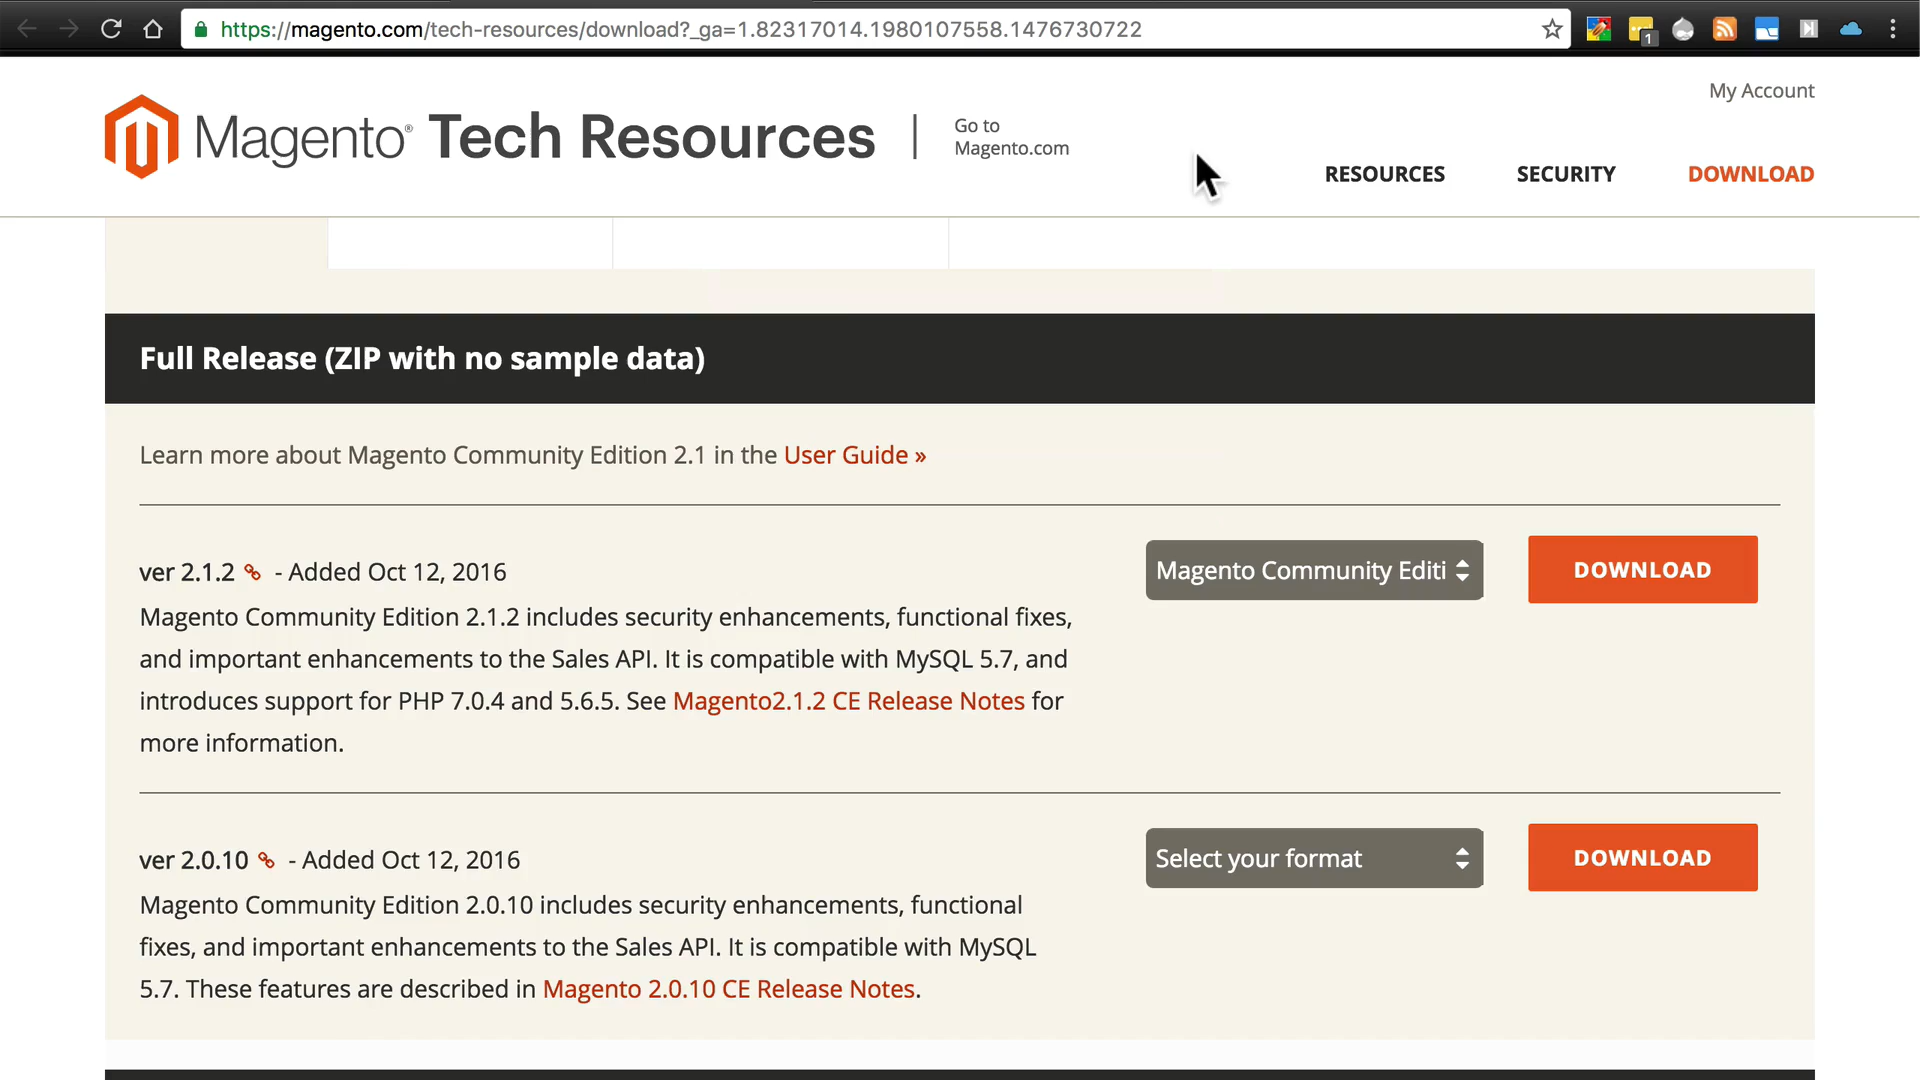 https://magento.com/tech-resources/download?_ga=1.82317014.1980107558.1476730722
1
My Account
Magento® Tech Resources
Go to
Magento.com
RESOURCES
SECURITY
DOWNLOAD
Full Release (ZIP with no sample data)
Learn more about Magento Community Edition 2.1 in the User Guide »
ver 2.1.2 - Added Oct 12, 2016
Magento Community Editi
DOWNLOAD
Magento Community Edition 2.1.2 includes security enhancements, functional fixes,
and important enhancements to the Sales API. It is compatible with MySQL 5.7, and
introduces support for PHP 7.0.4 and 5.6.5. See Magento2.1.2 CE Release Notes for
more information.
ver 2.0.10 - Added Oct 12, 2016
Select your format
DOWNLOAD
Magento Community Edition 2.0.10 includes security enhancements, functional
fixes, and important enhancements to the Sales API. It is compatible with MySQL
5.7. These features are described in Magento 2.0.10 CE Release Notes.